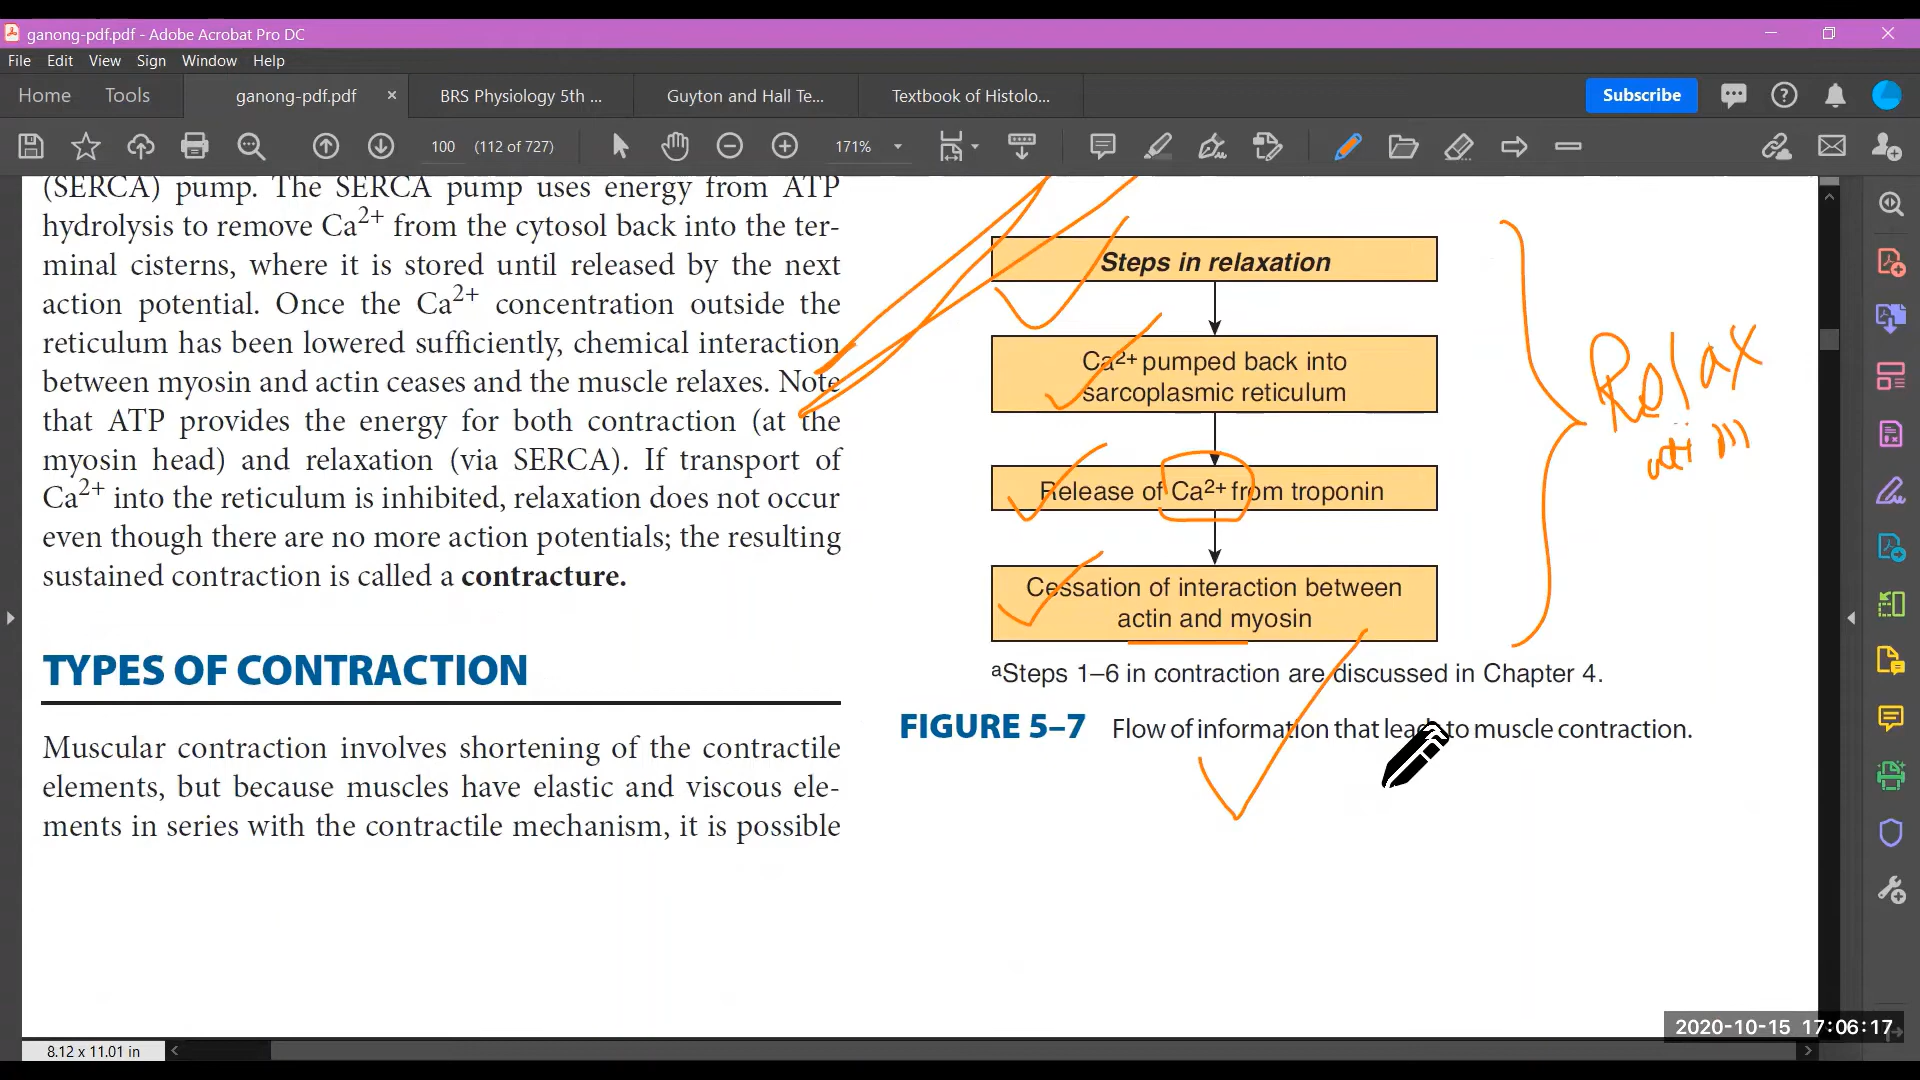 ganong-pdf.pdf - Adobe Acrobat Pro DC
File Edit View Sign Window Help
Home Tools ganong-pdf.pdf × BRS Physiology 5th ... Guyton and Hall Te... Textbook of Histolo... Subscribe
100 (112 of 727) 171%
(SERCA) pump. The SERCA pump uses energy from ATP
hydrolysis to remove Ca2+ from the cytosol back into the ter-
minal cisterns, where it is stored until released by the next
action potential. Once the Ca2+ concentration outside the
reticulum has been lowered sufficiently, chemical interaction
between myosin and actin ceases and the muscle relaxes. Note
that ATP provides the energy for both contraction (at the
myosin head) and relaxation (via SERCA). If transport of
Ca2+ into the reticulum is inhibited, relaxation does not occur
even though there are no more action potentials; the resulting
sustained contraction is called a contracture.
TYPES OF CONTRACTION
Muscular contraction involves shortening of the contractile
elements, but because muscles have elastic and viscous ele-
ments in series with the contractile mechanism, it is possible
Steps in relaxation
Ca2+ pumped back into
sarcoplasmic reticulum
Release of Ca2+ from troponin
Cessation of interaction between
actin and myosin
aSteps 1–6 in contraction are discussed in Chapter 4.
FIGURE 5–7 Flow of information that leads to muscle contraction.
Relax
2020-10-15 17:06:17
8.12 x 11.01 in